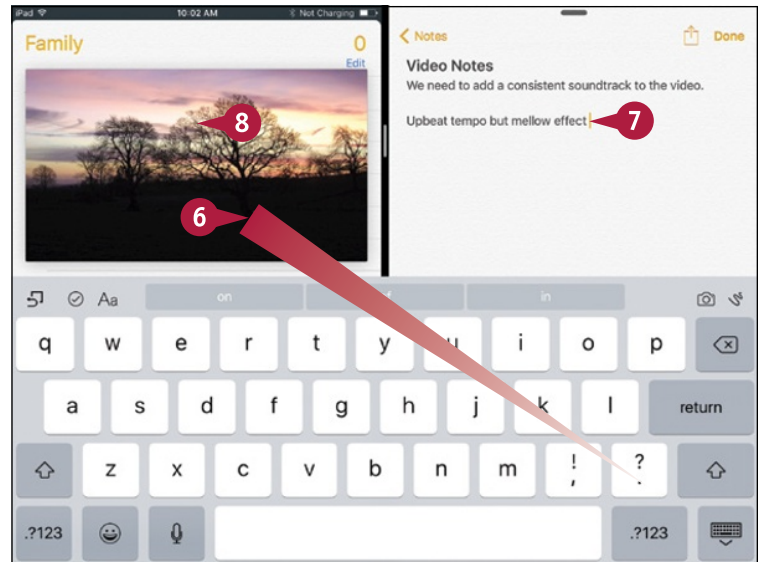 iPad 10:02 AM Not Charging
Family 0
Edit
Notes Done
Video Notes
We need to add a consistent soundtrack to the video.
Upbeat tempo but mellow effect
7
8
6
Aa on in
q w e r t y u i o p
a s d f g h j k l return
z x c v b n m ! , ? .
.?123 .?123